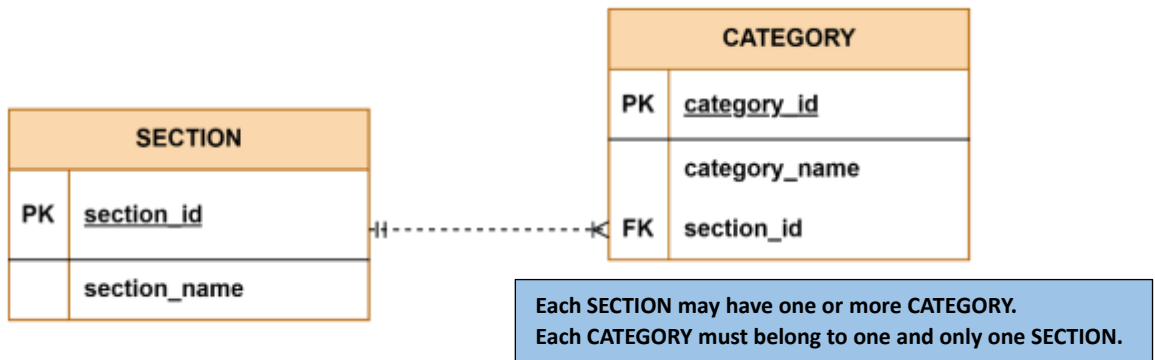 SECTION
PK section_id
section_name
CATEGORY
PK category_id
category_name
FK section_id
Each SECTION may have one or more CATEGORY.
Each CATEGORY must belong to one and only one SECTION.